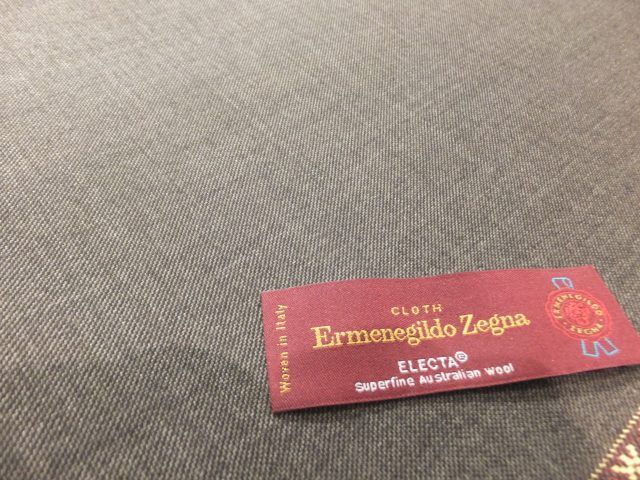 Woven in Italy
CLOTH
Ermenegildo Zegna
ELECTA©
Superfine Australian wool
ERMENEGILDO
ZEGNA